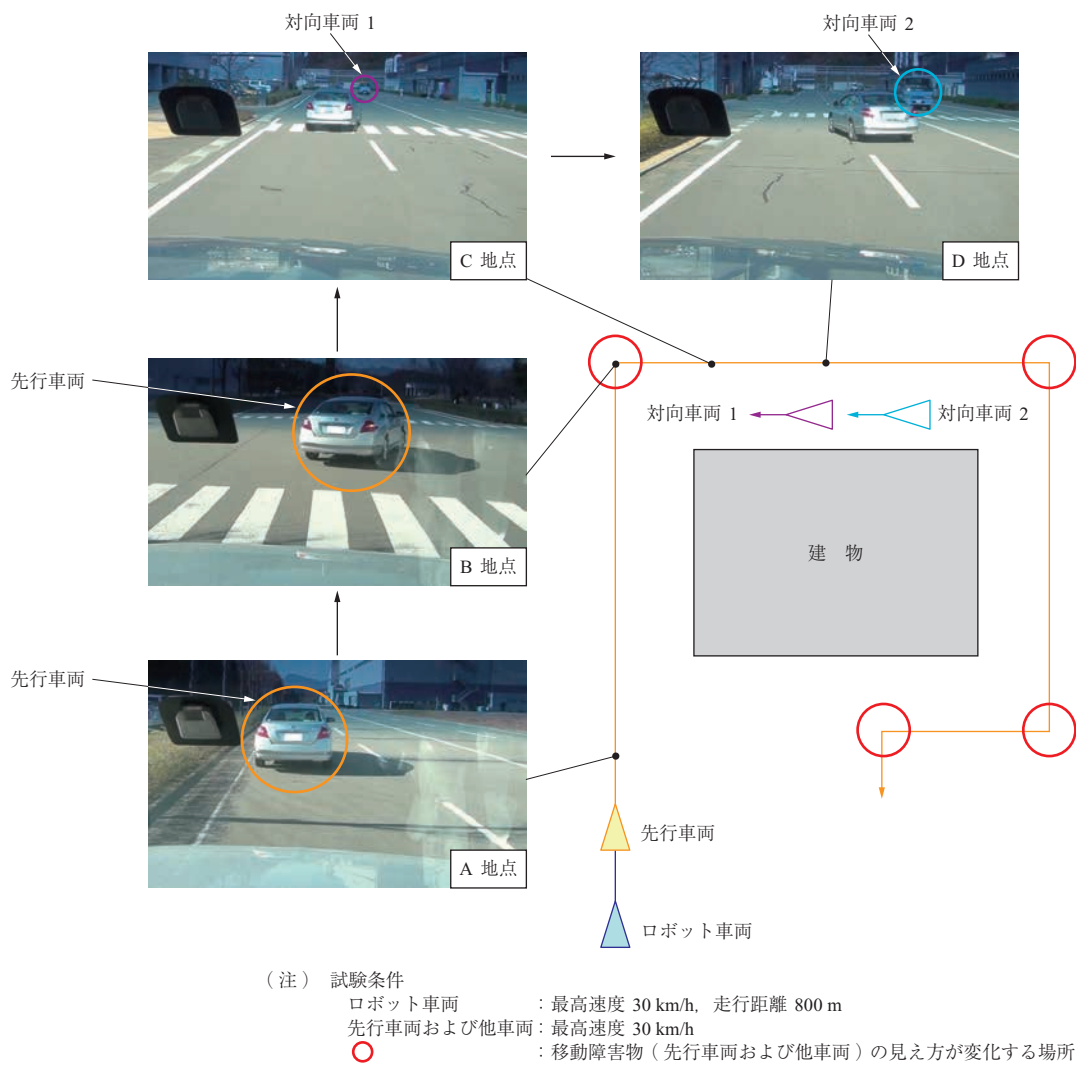 対向車両 1
対向車両 2
C 地点
D 地点
先行車両
B 地点
対向車両 1
対向車両 2
建 物
先行車両
A 地点
先行車両
ロボット車両
（注） 試験条件
ロボット車両 ：最高速度 30 km/h，走行距離 800 m
先行車両および他車両：最高速度 30 km/h
：移動障害物（先行車両および他車両）の見え方が変化する場所